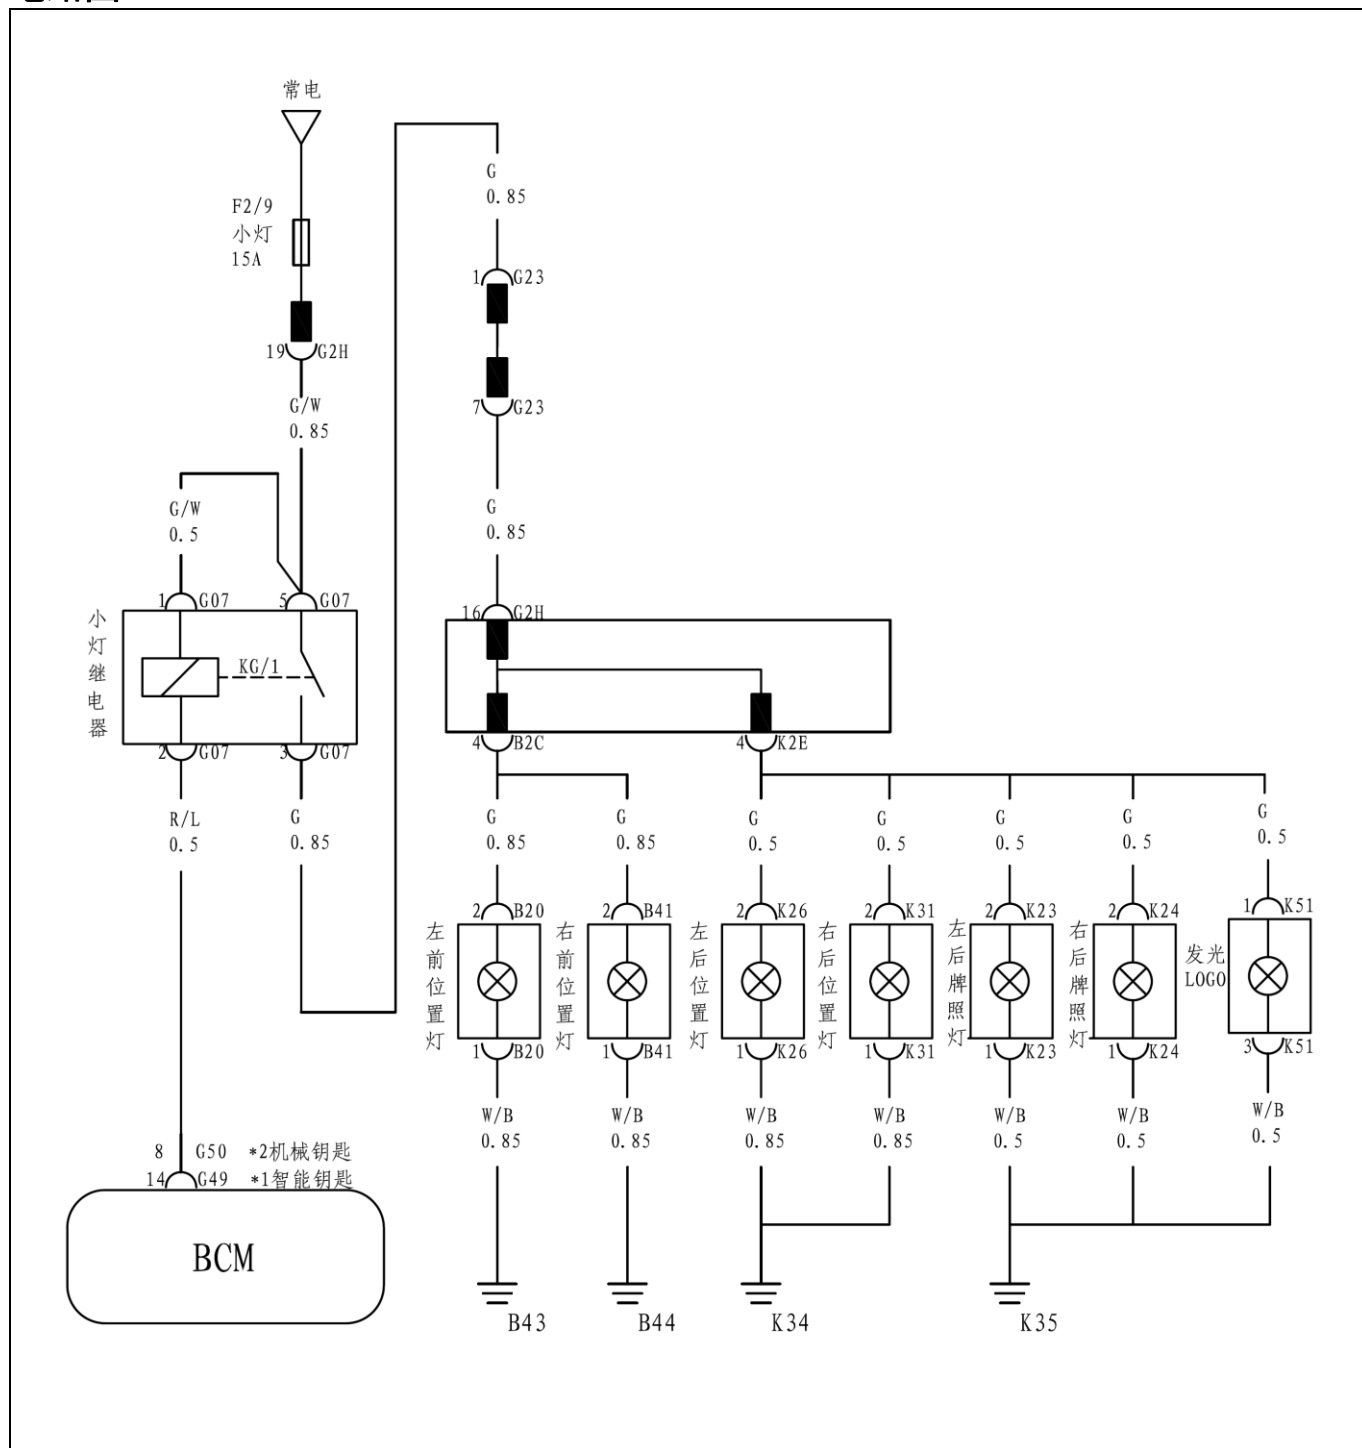 常电
F2/9
小灯
15A
19 G2H
G/W
0.85
G/W
0.5
1 G07
5 G07
小灯继电器
KG/1
2 G07
3 G07
R/L
0.5
G
0.85
8 G50 *2机械钥匙
14 G49 *1智能钥匙
BCM
G
0.85
1 G23
7 G23
G
0.85
16 G2H
4 B2C
4 K2E
G
0.85
G
0.85
G
0.5
G
0.5
G
0.5
G
0.5
G
0.5
2 B20
2 B41
2 K26
2 K31
2 K23
2 K24
1 K51
左前位置灯
右前位置灯
左后位置灯
右后位置灯
左后牌照灯
右后牌照灯
发光
LOGO
1 B20
1 B41
1 K26
1 K31
1 K23
1 K24
3 K51
W/B
0.85
W/B
0.85
W/B
0.85
W/B
0.85
W/B
0.5
W/B
0.5
W/B
0.5
B43
B44
K34
K35